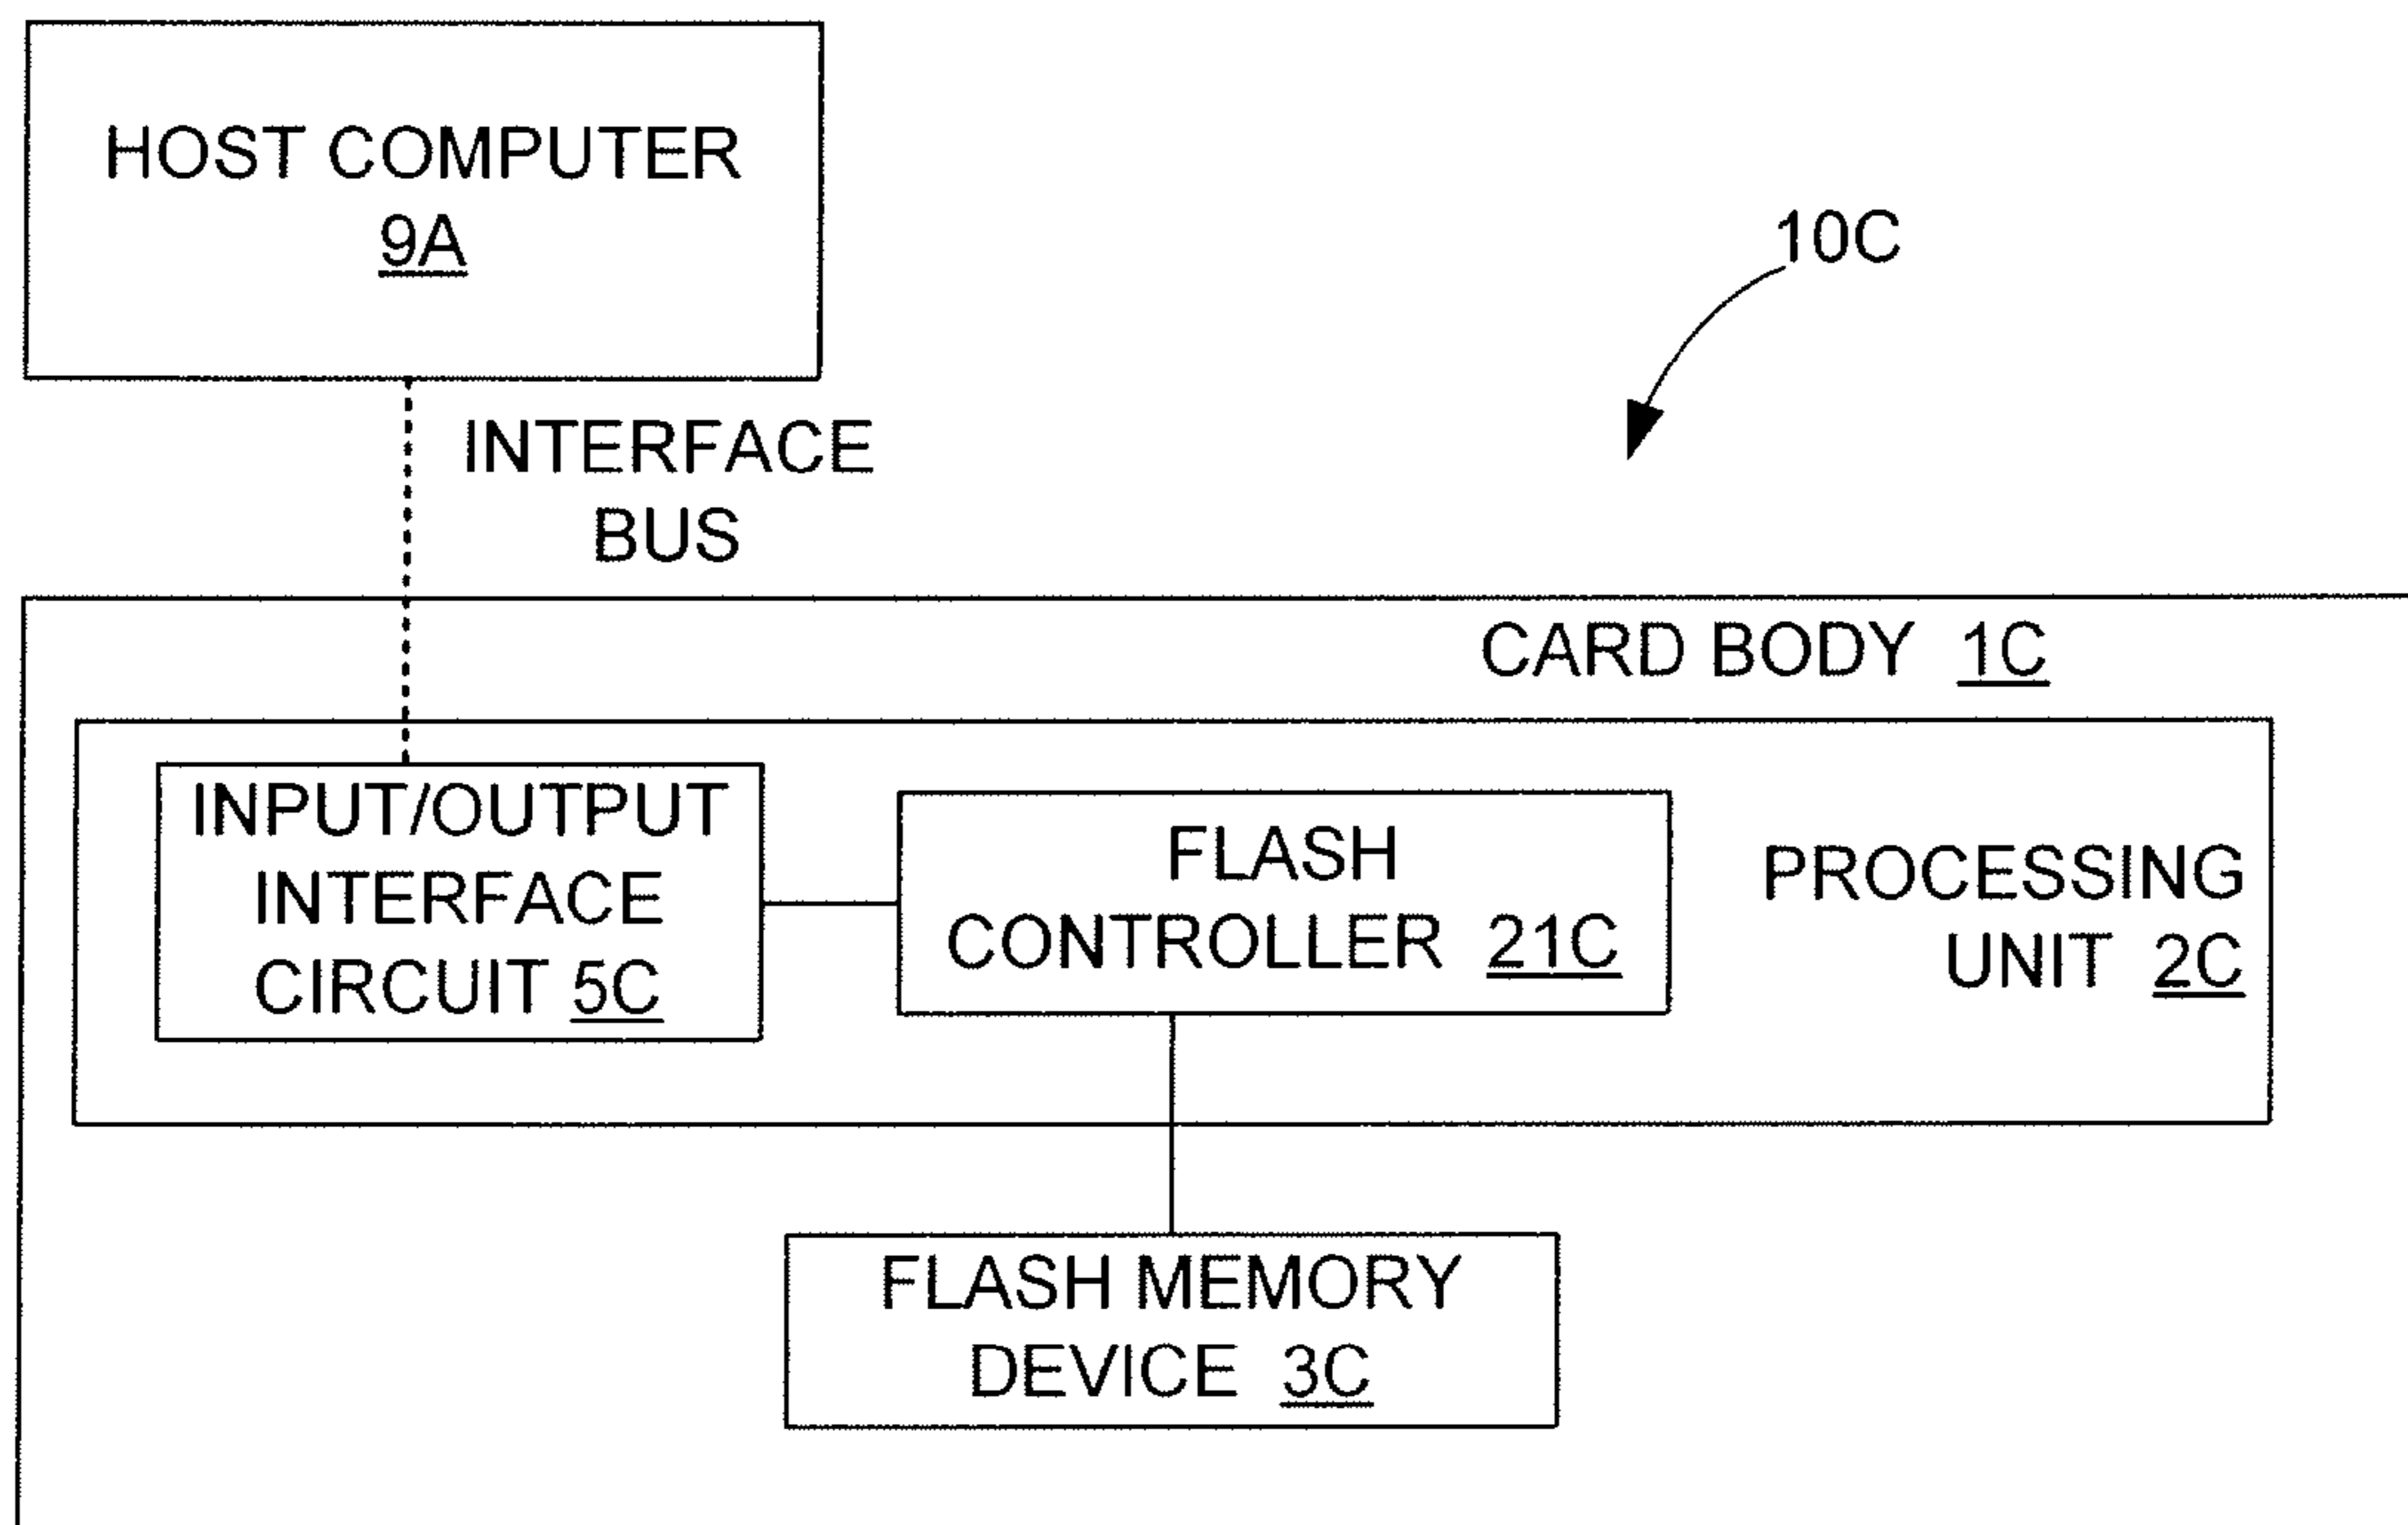 HOST COMPUTER
9A
10C
INTERFACE
BUS
CARD BODY 1C
INPUT/OUTPUT
INTERFACE
CIRCUIT 5C
FLASH
CONTROLLER 21C
PROCESSING
UNIT 2C
FLASH MEMORY
DEVICE 3C